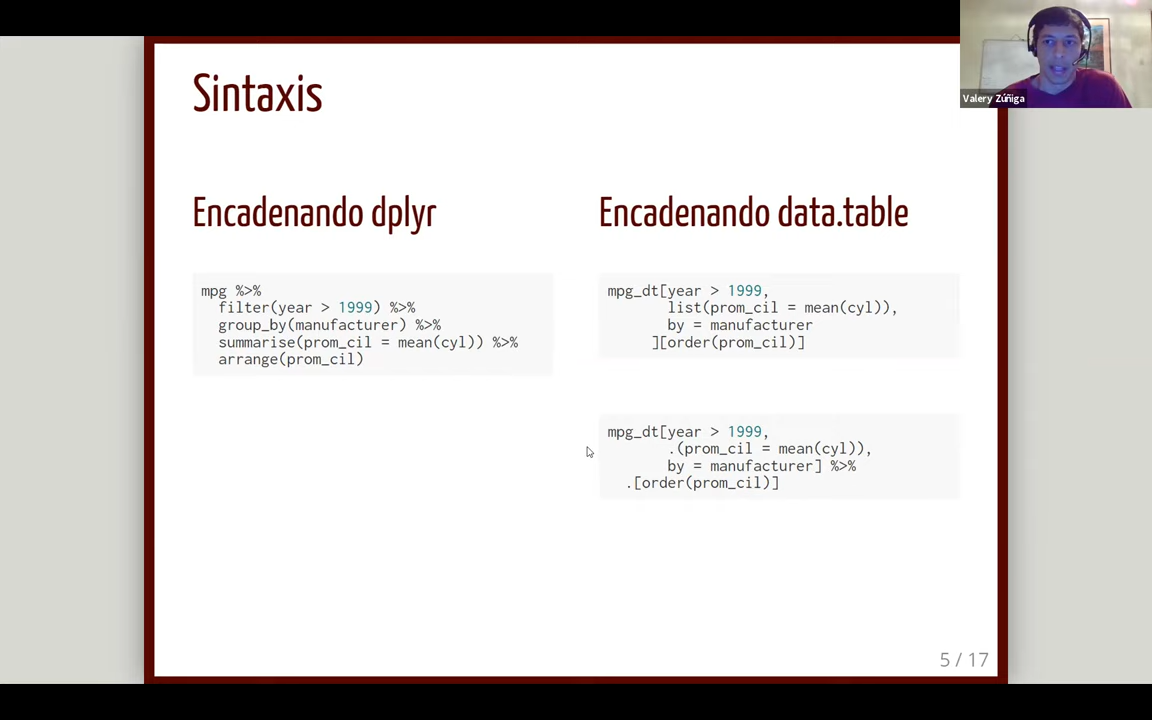 Valery Zúñiga
Sintaxis
Encadenando dplyr
mpg %>%
  filter(year > 1999) %>%
  group_by(manufacturer) %>%
  summarise(prom_cil = mean(cyl)) %>%
  arrange(prom_cil)
Encadenando data.table
mpg_dt[year > 1999,
       list(prom_cil = mean(cyl)),
       by = manufacturer
     ][order(prom_cil)]
mpg_dt[year > 1999,
       .(prom_cil = mean(cyl)),
       by = manufacturer] %>%
  .[order(prom_cil)]
5 / 17